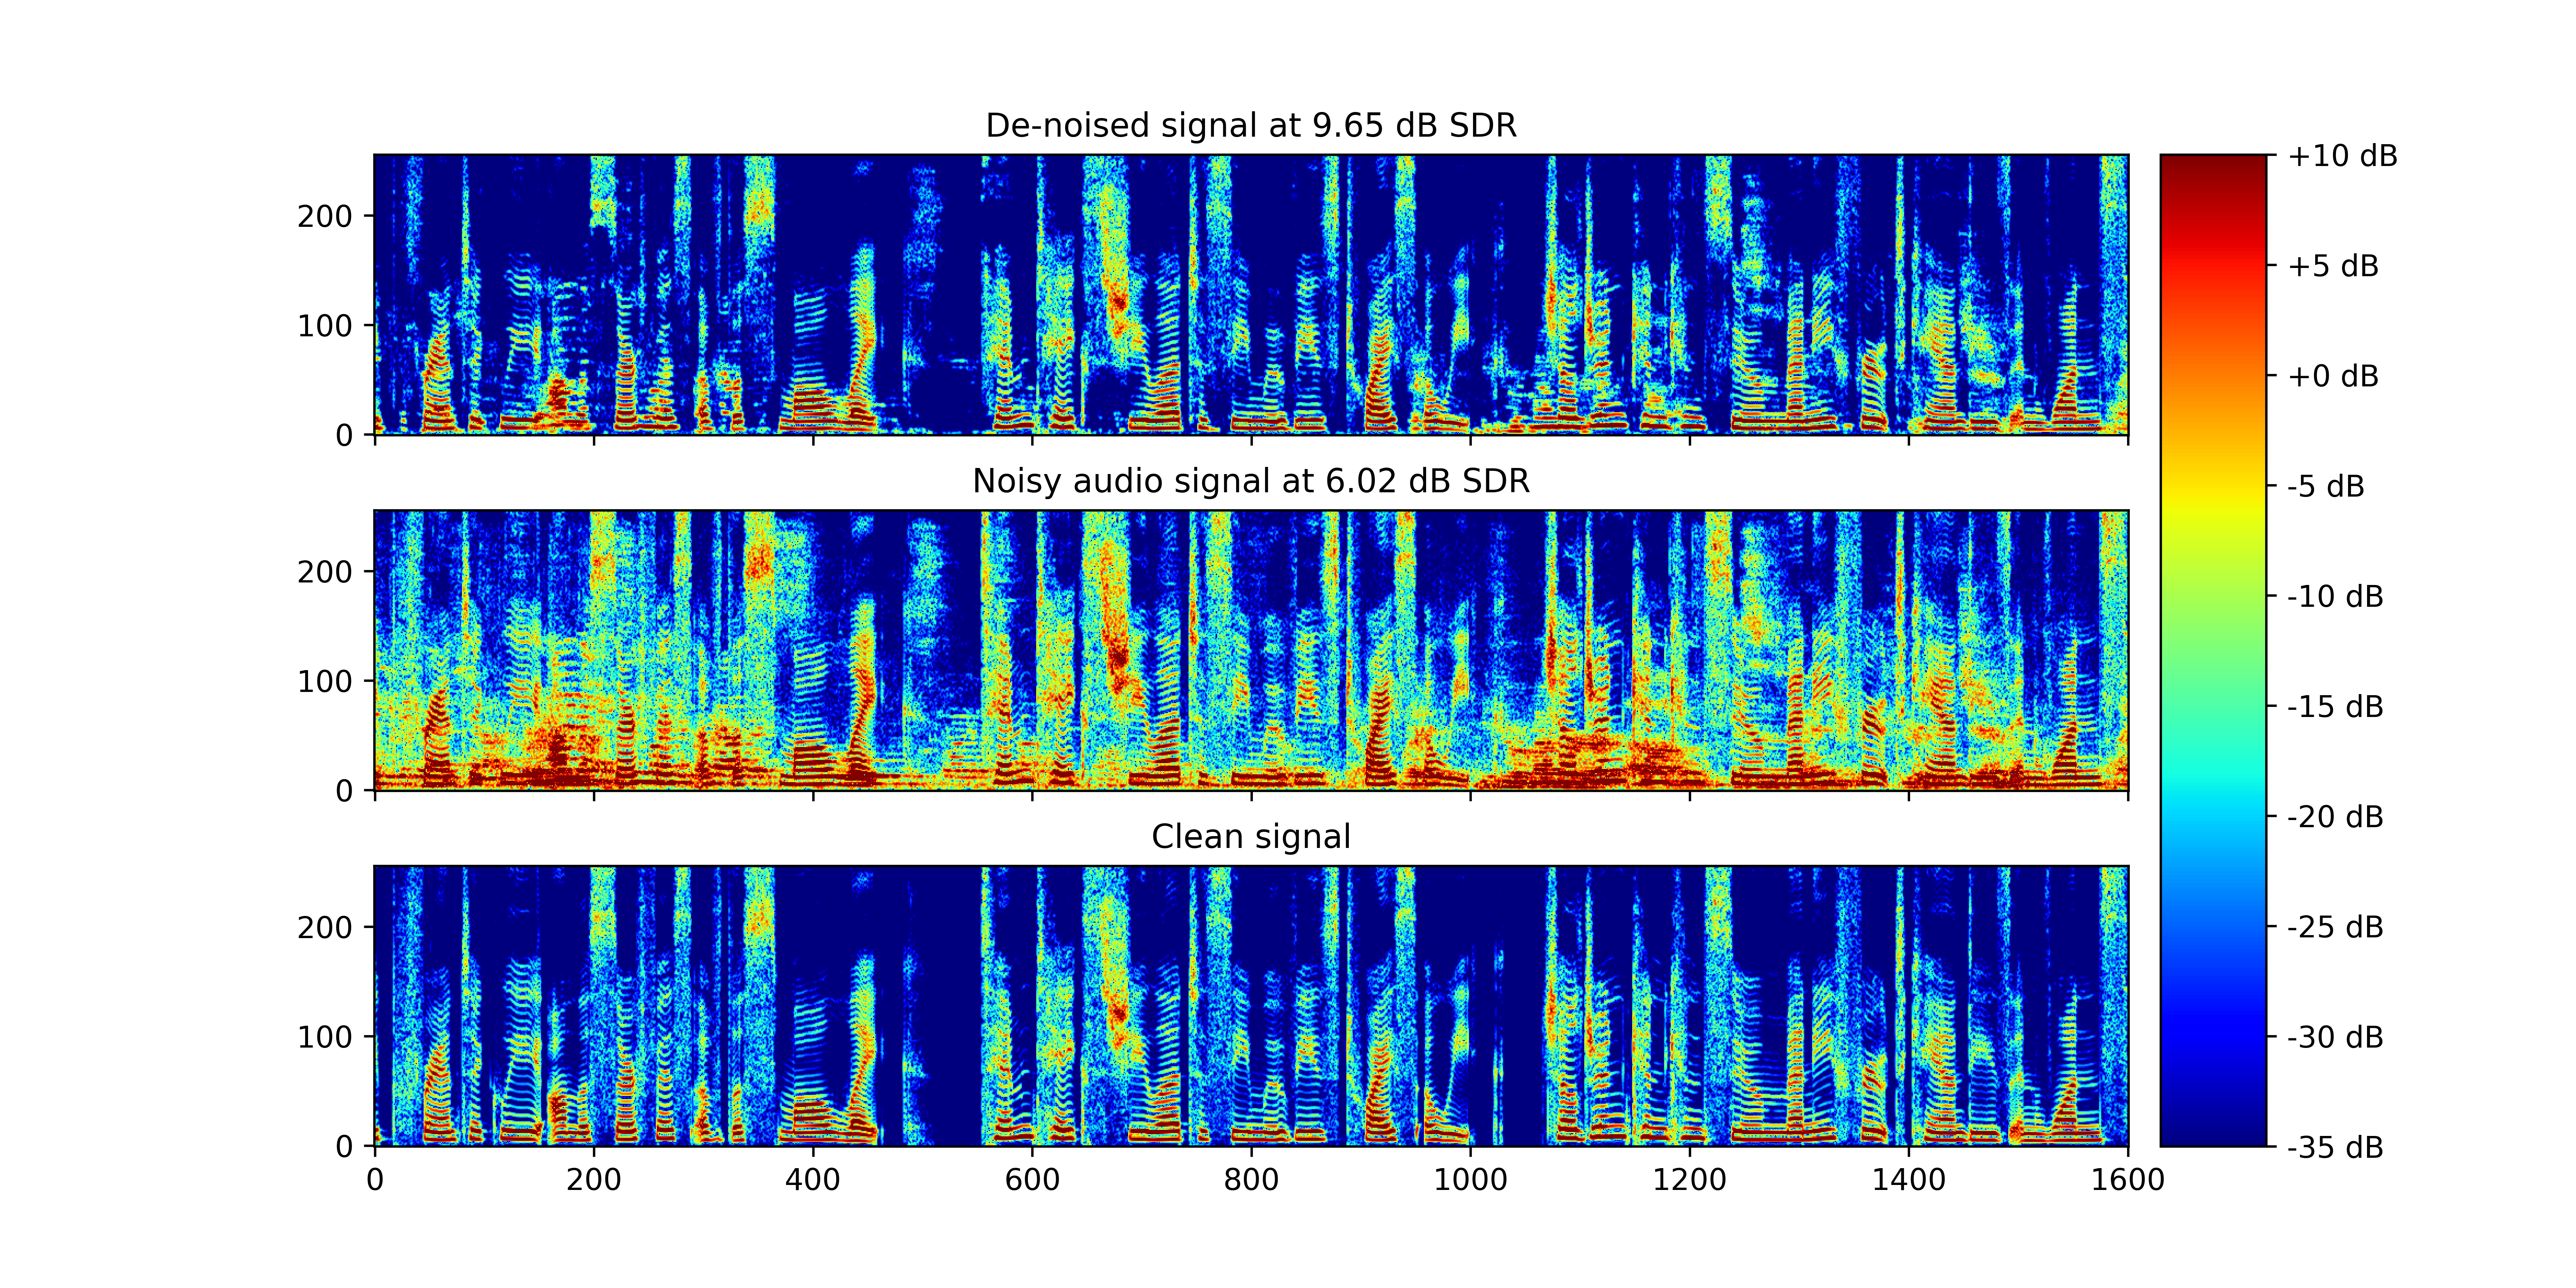 De-noised signal at 9.65 dB SDR
200
100
0
Noisy audio signal at 6.02 dB SDR
200
100
0
Clean signal
200
100
0
0 200 400 600 800 1000 1200 1400 1600
+10 dB
+5 dB
+0 dB
-5 dB
-10 dB
-15 dB
-20 dB
-25 dB
-30 dB
-35 dB